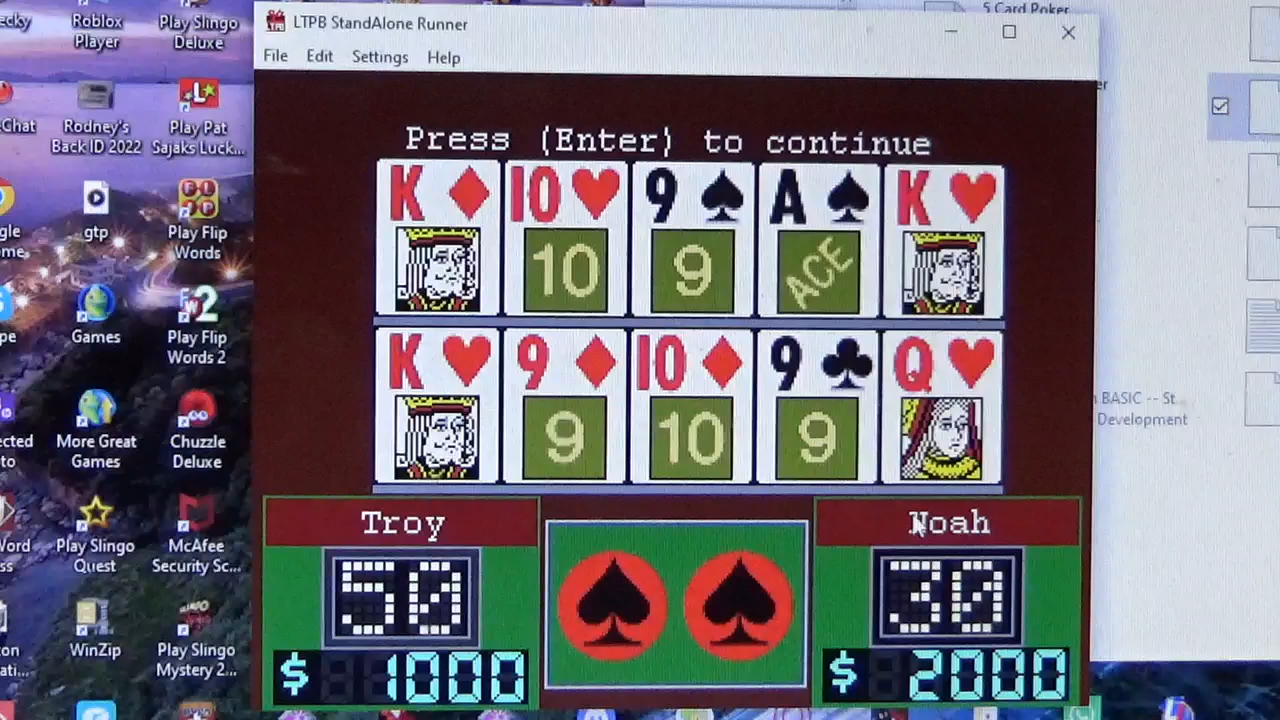 LTPB StandAlone Runner
File Edit Settings Help
Press (Enter) to continue
K 10 9 A K
10 9 ACE
K 9 10 9 Q
9 10 9
Troy
Noah
50
30
$ 1000
$ 2000
5 Card Poker
BASIC -- St...
Development
Roblox
Player
Play Slingo
Deluxe
Chat
Rodney's
Back ID 2022
Play Pat
Sajaks Luck...
gtp
Play Flip
Words
Games
Play Flip
Words 2
More Great
Games
Chuzzle
Deluxe
Play Slingo
Quest
McAfee
Security Sc...
WinZip
Play Slingo
Mystery 2...